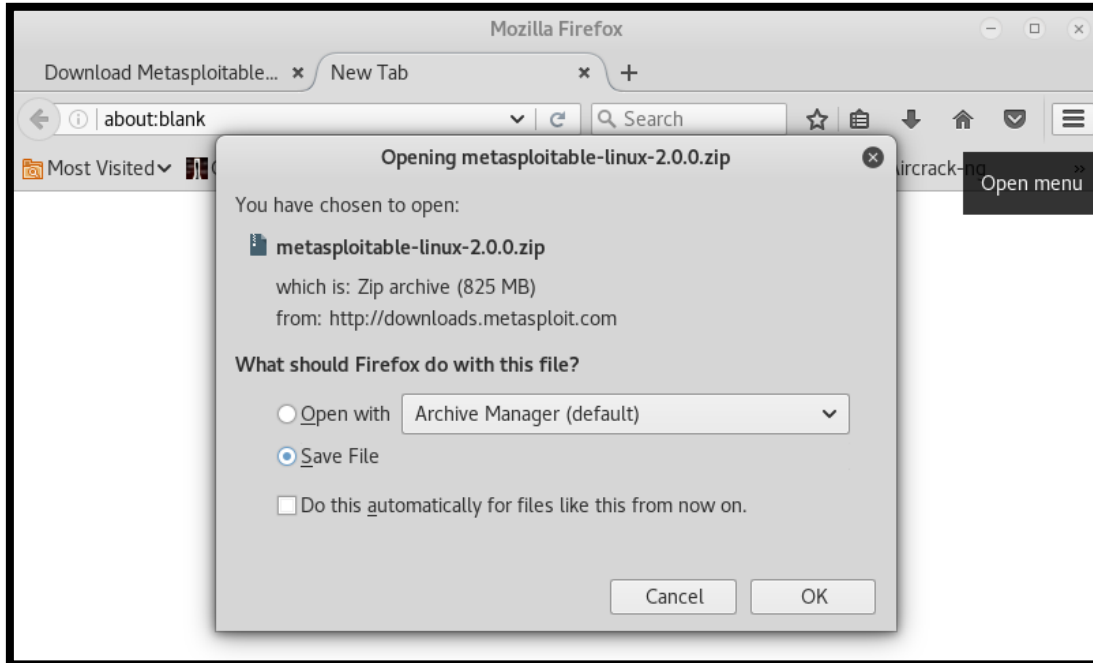 Mozilla Firefox
Download Metasploitable...
New Tab
about:blank
Search
Most Visited
Aircrack-ng
Open menu
Opening metasploitable-linux-2.0.0.zip
You have chosen to open:
metasploitable-linux-2.0.0.zip
which is: Zip archive (825 MB)
from: http://downloads.metasploit.com
What should Firefox do with this file?
Open with Archive Manager (default)
Save File
Do this automatically for files like this from now on.
Cancel OK